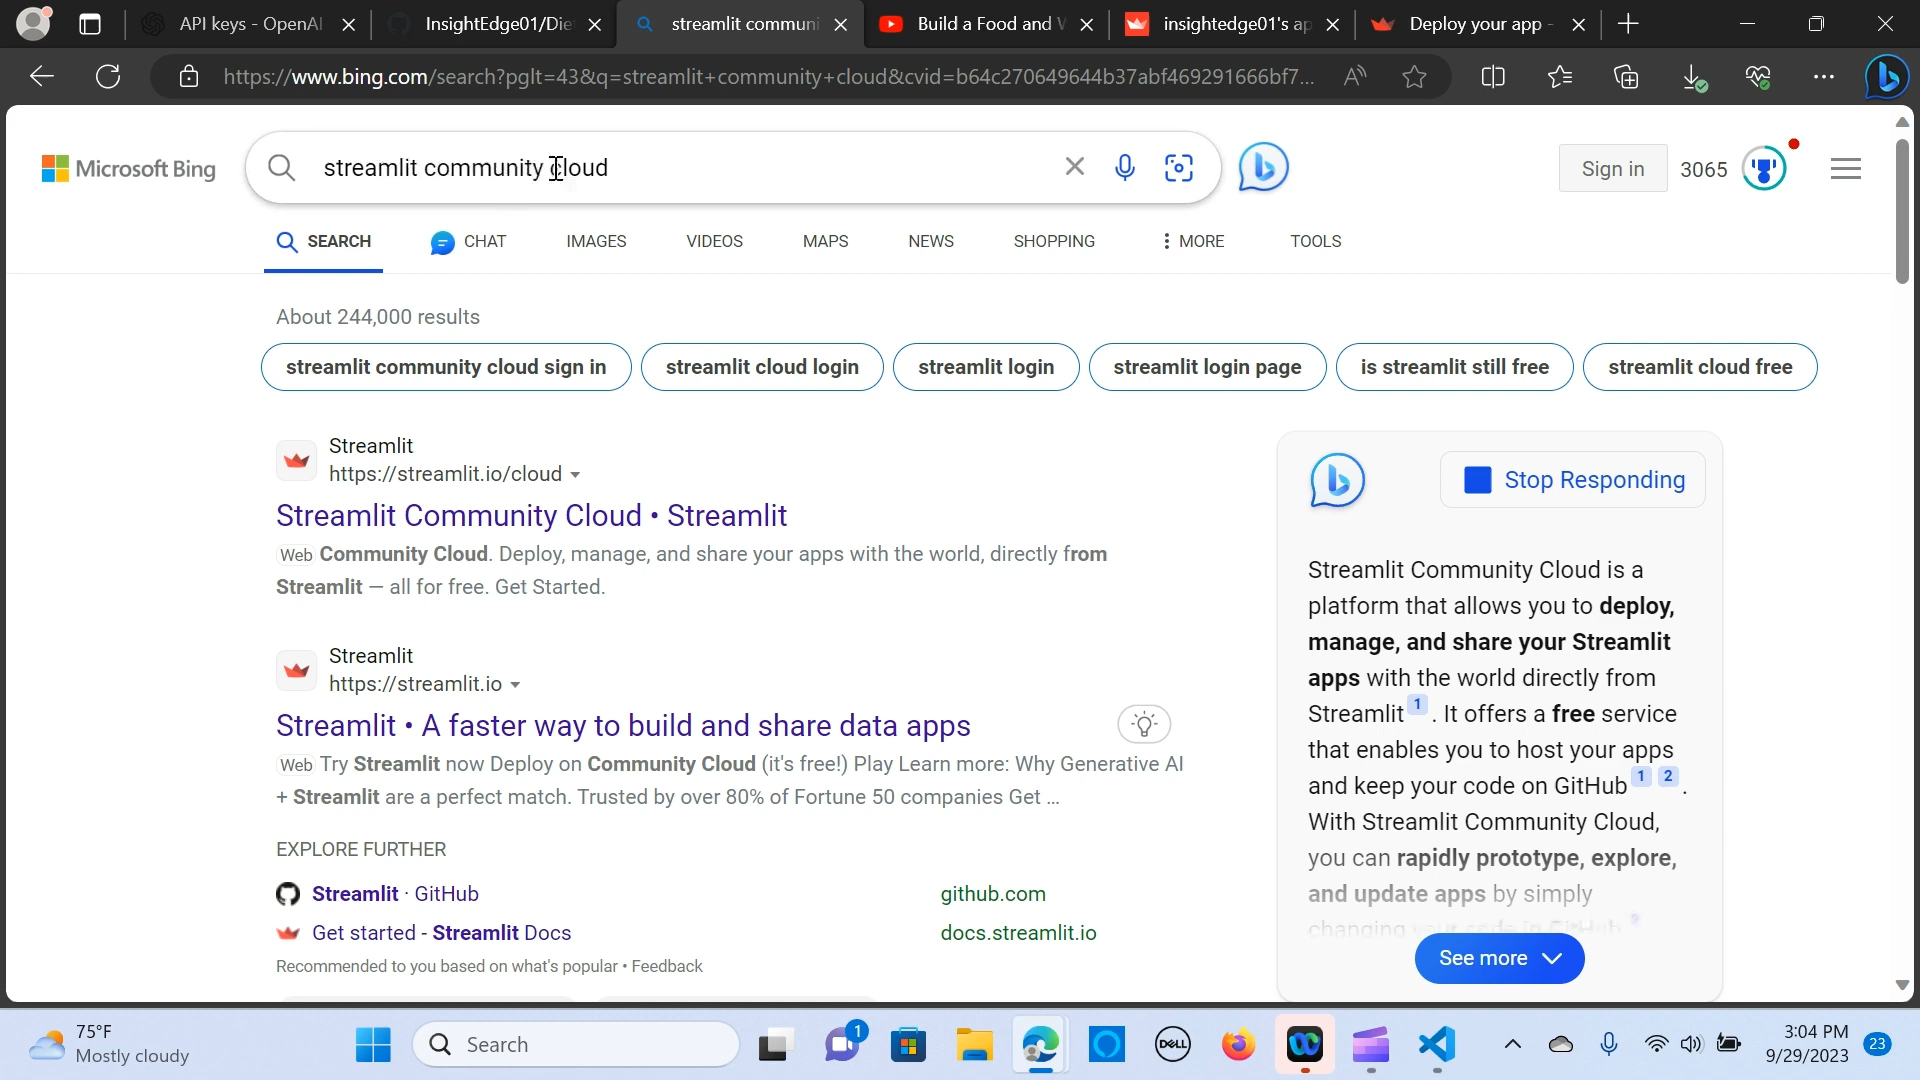 API keys - OpenAI
InsightEdge01/Die
streamlit communi
Build a Food and V
insightedge01's ap
Deploy your app -
https://www.bing.com/search?pglt=43&q=streamlit+community+cloud&cvid=b64c270649644b37abf469291666bf7...
Microsoft Bing
streamlit community cloud
Sign in
3065
SEARCH
CHAT
IMAGES
VIDEOS
MAPS
NEWS
SHOPPING
MORE
TOOLS
About 244,000 results
streamlit community cloud sign in
streamlit cloud login
streamlit login
streamlit login page
is streamlit still free
streamlit cloud free
Streamlit
https://streamlit.io/cloud
Streamlit Community Cloud • Streamlit
Web Community Cloud. Deploy, manage, and share your apps with the world, directly from
Streamlit — all for free. Get Started.
Streamlit
https://streamlit.io
Streamlit • A faster way to build and share data apps
Web Try Streamlit now Deploy on Community Cloud (it's free!) Play Learn more: Why Generative AI
+ Streamlit are a perfect match. Trusted by over 80% of Fortune 50 companies Get ...
EXPLORE FURTHER
Streamlit · GitHub
github.com
Get started - Streamlit Docs
docs.streamlit.io
Recommended to you based on what's popular • Feedback
Stop Responding
Streamlit Community Cloud is a
platform that allows you to deploy,
manage, and share your Streamlit
apps with the world directly from
Streamlit 1 . It offers a free service
that enables you to host your apps
and keep your code on GitHub 1 2 .
With Streamlit Community Cloud,
you can rapidly prototype, explore,
and update apps by simply
changing your code in GitHub
See more
75°F
Mostly cloudy
Search
1
DELL
3:04 PM
9/29/2023
23